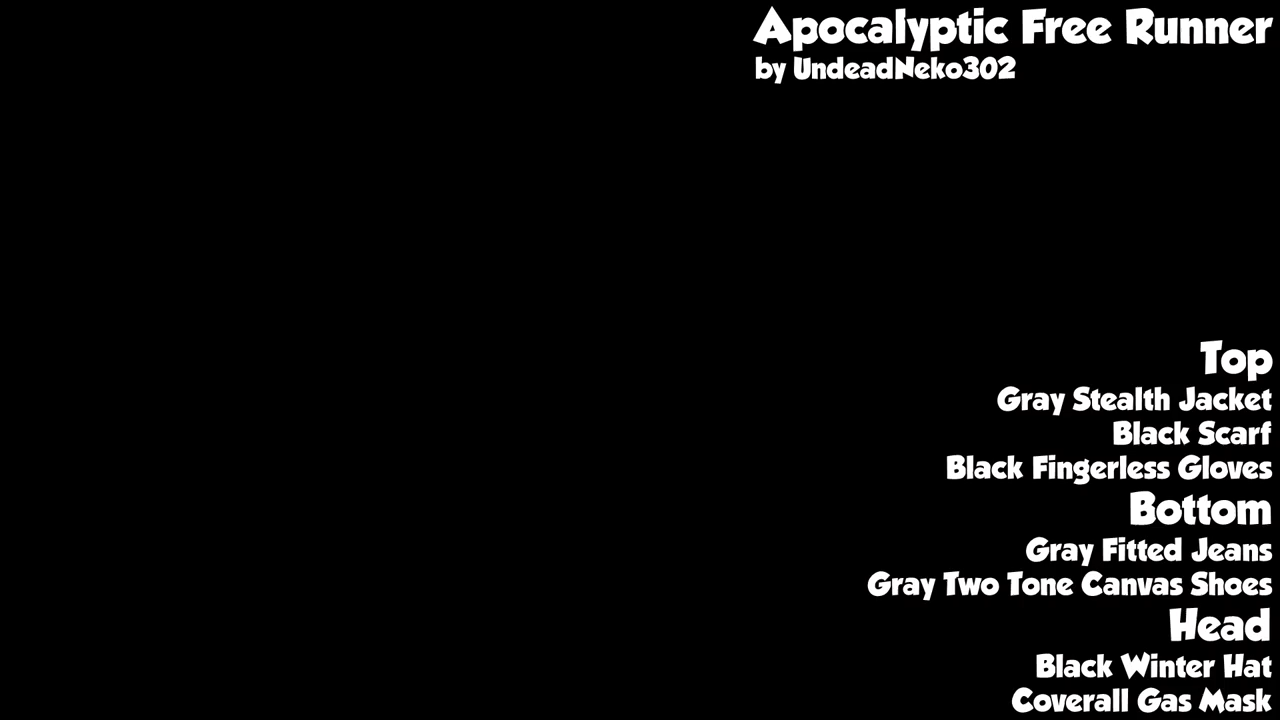 Apocalyptic Free Runner
by UndeadNeko302
Top
Gray Stealth Jacket
Black Scarf
Black Fingerless Gloves
Bottom
Gray Fitted Jeans
Gray Two Tone Canvas Shoes
Head
Black Winter Hat
Coverall Gas Mask